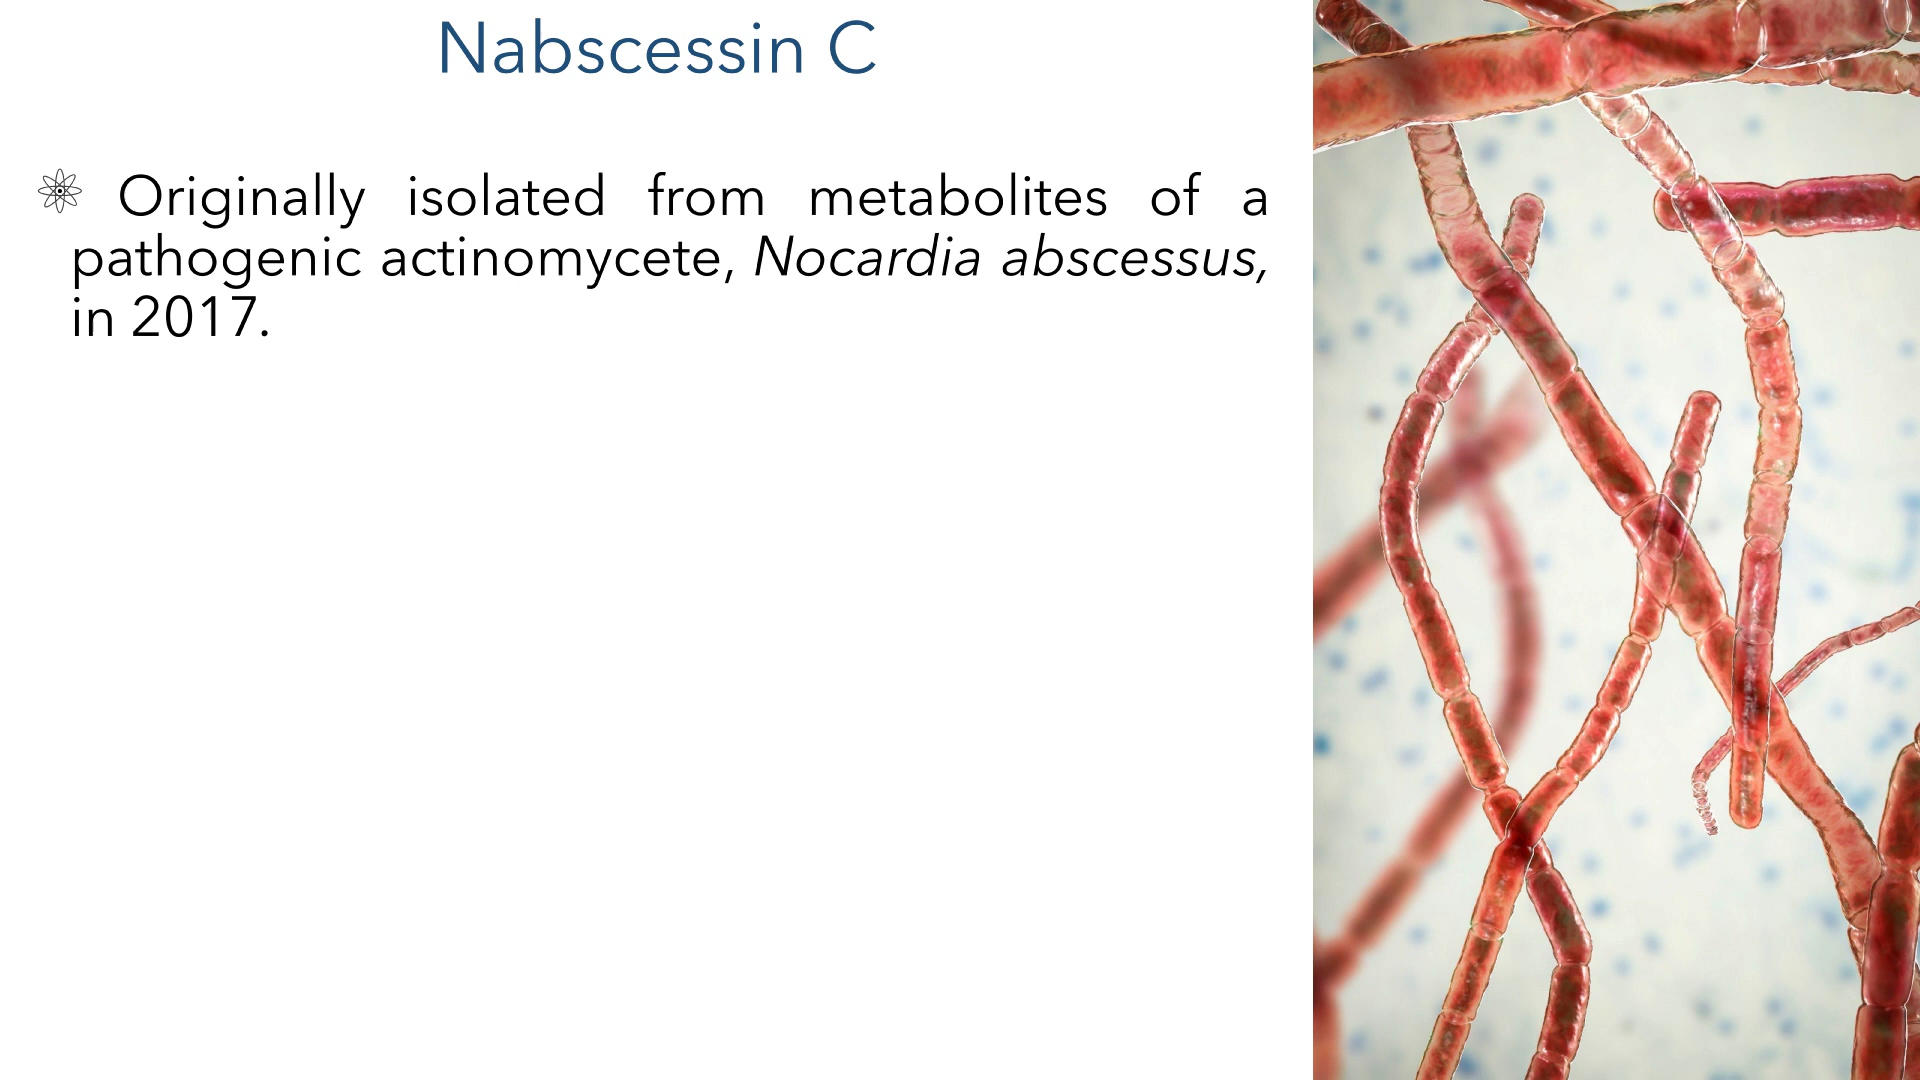 Nabscessin C
Originally isolated from metabolites of a
pathogenic actinomycete, Nocardia abscessus,
in 2017.